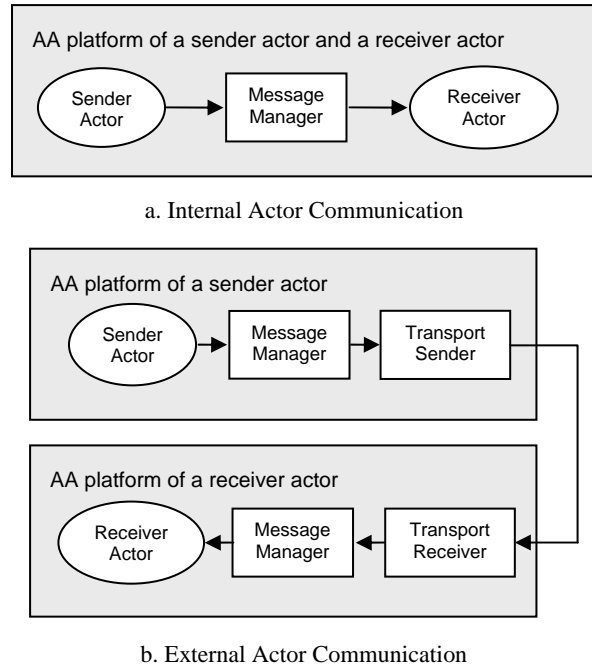 AA platform of a sender actor and a receiver actor
Sender
Actor
Message
Manager
Receiver
Actor
a. Internal Actor Communication
AA platform of a sender actor
Sender
Actor
Message
Manager
Transport
Sender
AA platform of a receiver actor
Receiver
Actor
Message
Manager
Transport
Receiver
b. External Actor Communication